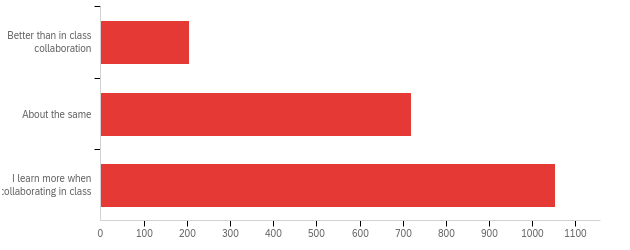 Better than in class
collaboration
About the same
I learn more when
collaborating in class
0 100 200 300 400 500 600 700 800 900 1000 1100